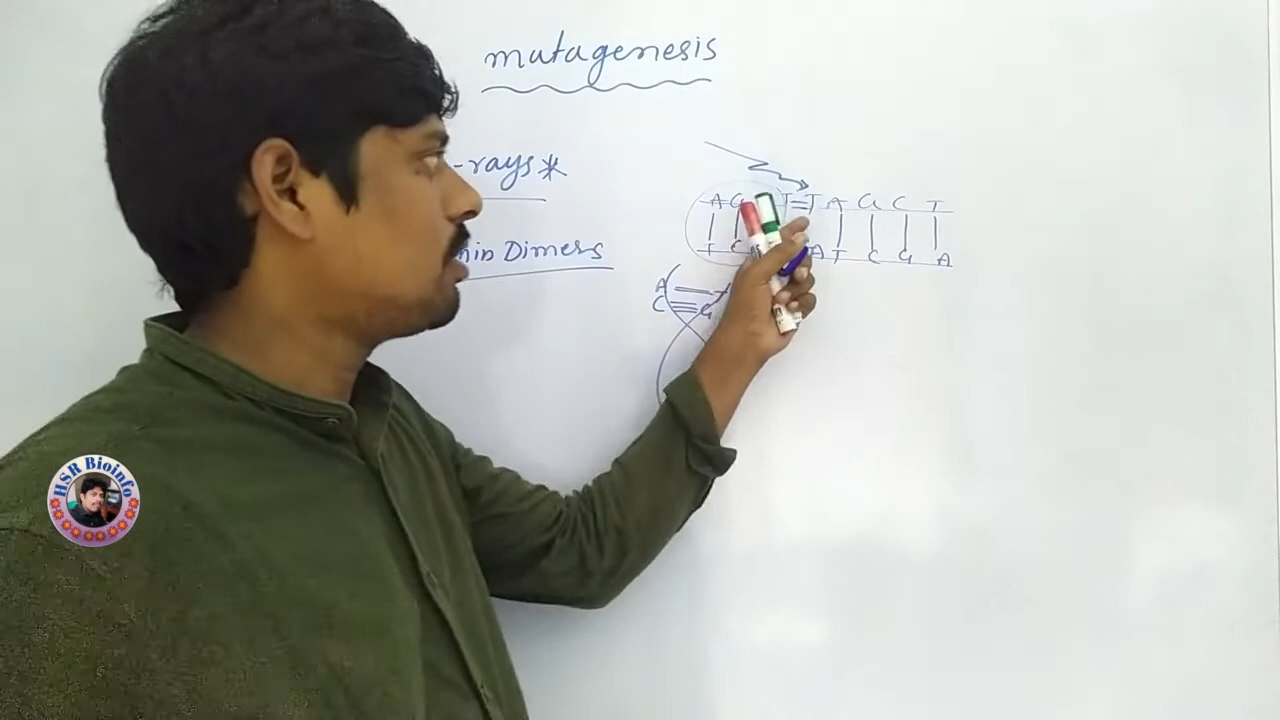 mutagenesis
-rays*
min Dimers
A G T=T A G C T
T C A T C G A
A
C G
HSR Bioinfo